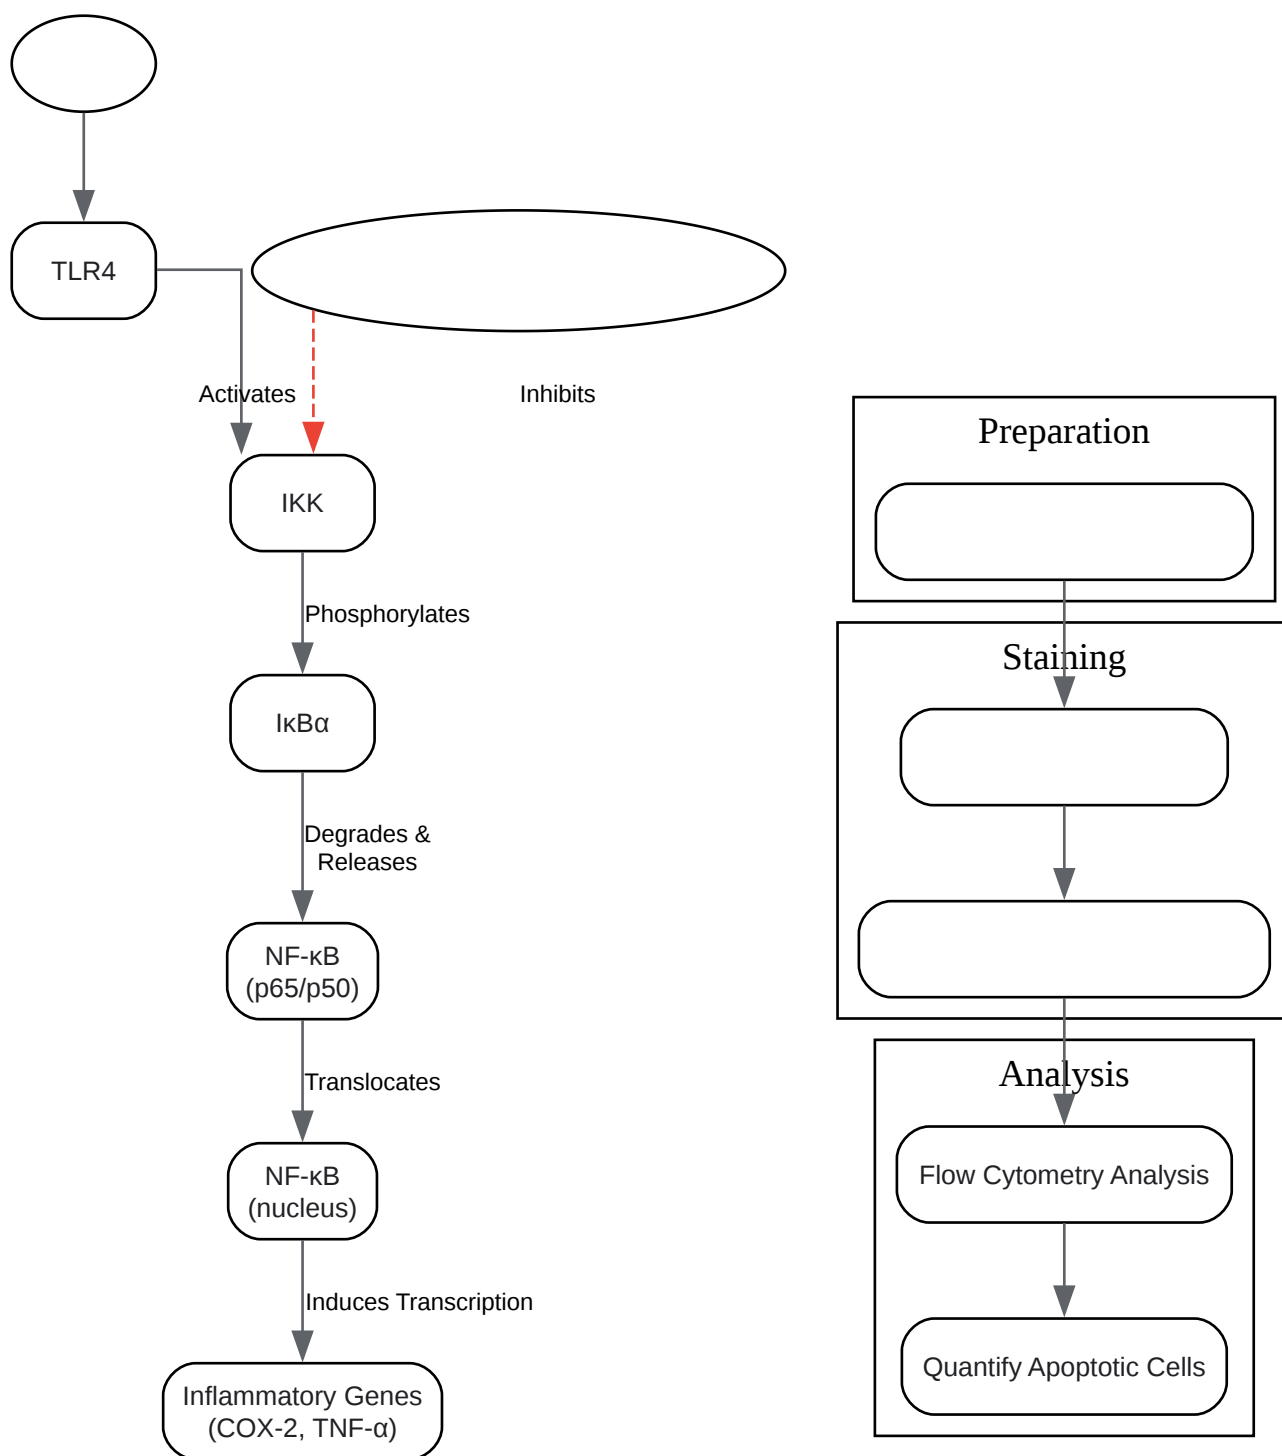 TLR4
Activates
Inhibits
IKK
Phosphorylates
IκBα
Degrades &
Releases
NF-κB
(p65/p50)
Translocates
NF-κB
(nucleus)
Induces Transcription
Inflammatory Genes
(COX-2, TNF-α)
Preparation
Staining
Analysis
Flow Cytometry Analysis
Quantify Apoptotic Cells